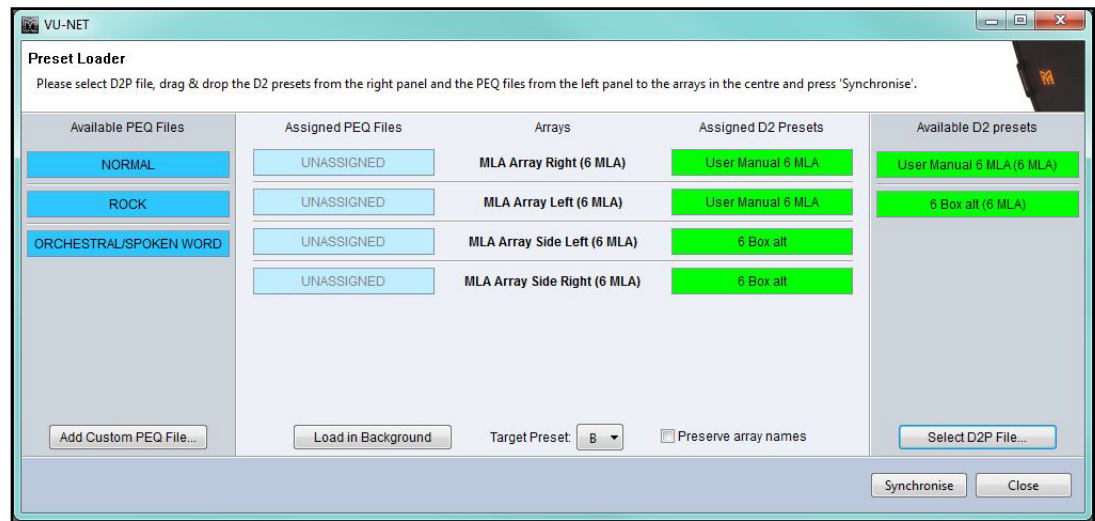 VU-NET
Preset Loader
Please select D2P file, drag & drop the D2 presets from the right panel and the PEQ files from the left panel to the arrays in the centre and press 'Synchronise'.
Available PEQ Files
Assigned PEQ Files
Arrays
Assigned D2 Presets
Available D2 presets
NORMAL
UNASSIGNED
MLA Array Right (6 MLA)
User Manual 6 MLA
User Manual 6 MLA (6 MLA)
ROCK
UNASSIGNED
MLA Array Left (6 MLA)
User Manual 6 MLA
6 Box alt (6 MLA)
ORCHESTRAL/SPOKEN WORD
UNASSIGNED
MLA Array Side Left (6 MLA)
6 Box alt
UNASSIGNED
MLA Array Side Right (6 MLA)
6 Box alt
Add Custom PEQ File...
Load in Background
Target Preset: B
Preserve array names
Select D2P File...
Synchronise
Close